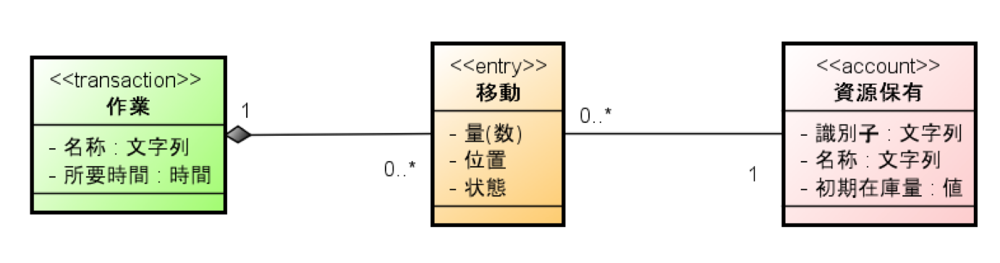 <<transaction>>
作業
- 名称 : 文字列
- 所要時間 : 時間
1
0..*
<<entry>>
移動
- 量(数)
- 位置
- 状態
0..*
1
<<account>>
資源保有
- 識別子 : 文字列
- 名称 : 文字列
- 初期在庫量 : 値